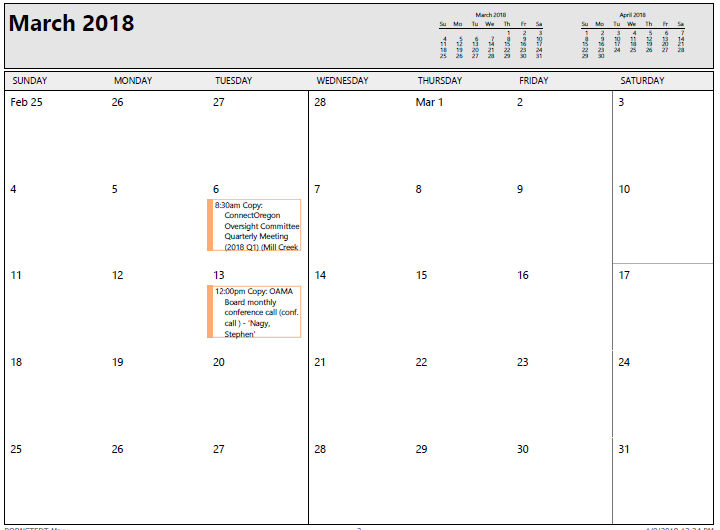 March 2018
March 2018
Su Mo Tu We Th Fr Sa
1 2 3
4 5 6 7 8 9 10
11 12 13 14 15 16 17
18 19 20 21 22 23 24
25 26 27 28 29 30 31
April 2018
Su Mo Tu We Th Fr Sa
1 2 3 4 5 6 7
8 9 10 11 12 13 14
15 16 17 18 19 20 21
22 23 24 25 26 27 28
29 30
SUNDAY MONDAY TUESDAY WEDNESDAY THURSDAY FRIDAY SATURDAY
Feb 25 26 27 28 Mar 1 2 3
4 5 6 7 8 9 10
8:30am Copy:
ConnectOregon
Oversight Committee
Quarterly Meeting
(2018 Q1) (Mill Creek
11 12 13 14 15 16 17
12:00pm Copy: OAMA
Board monthly
conference call (conf.
call ) - 'Nagy,
Stephen'
18 19 20 21 22 23 24
25 26 27 28 29 30 31